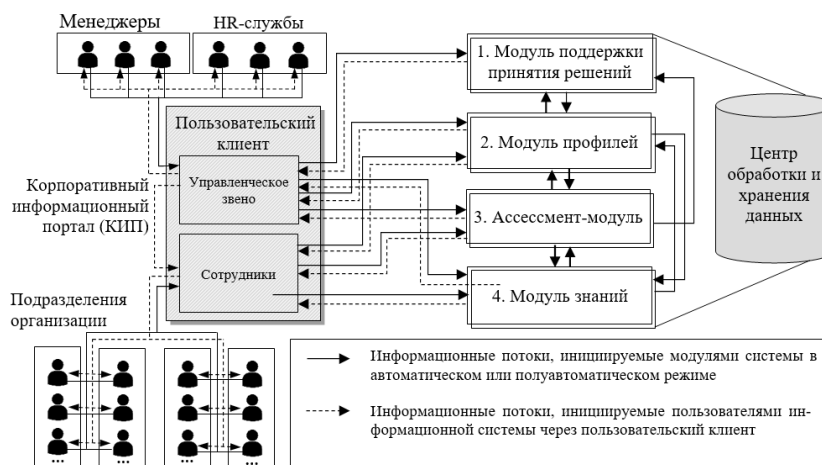 Менеджеры
HR-службы
Пользовательский
клиент
Управленческое
звено
Сотрудники
Корпоративный
информационный
портал (КИП)
Подразделения
организации
1. Модуль поддержки
принятия решений
2. Модуль профилей
3. Ассессмент-модуль
4. Модуль знаний
Центр
обработки и
хранения
данных
... ... ... ...
Информационные потоки, инициируемые модулями системы в
автоматическом или полуавтоматическом режиме
Информационные потоки, инициируемые пользователями ин-
формационной системы через пользовательский клиент